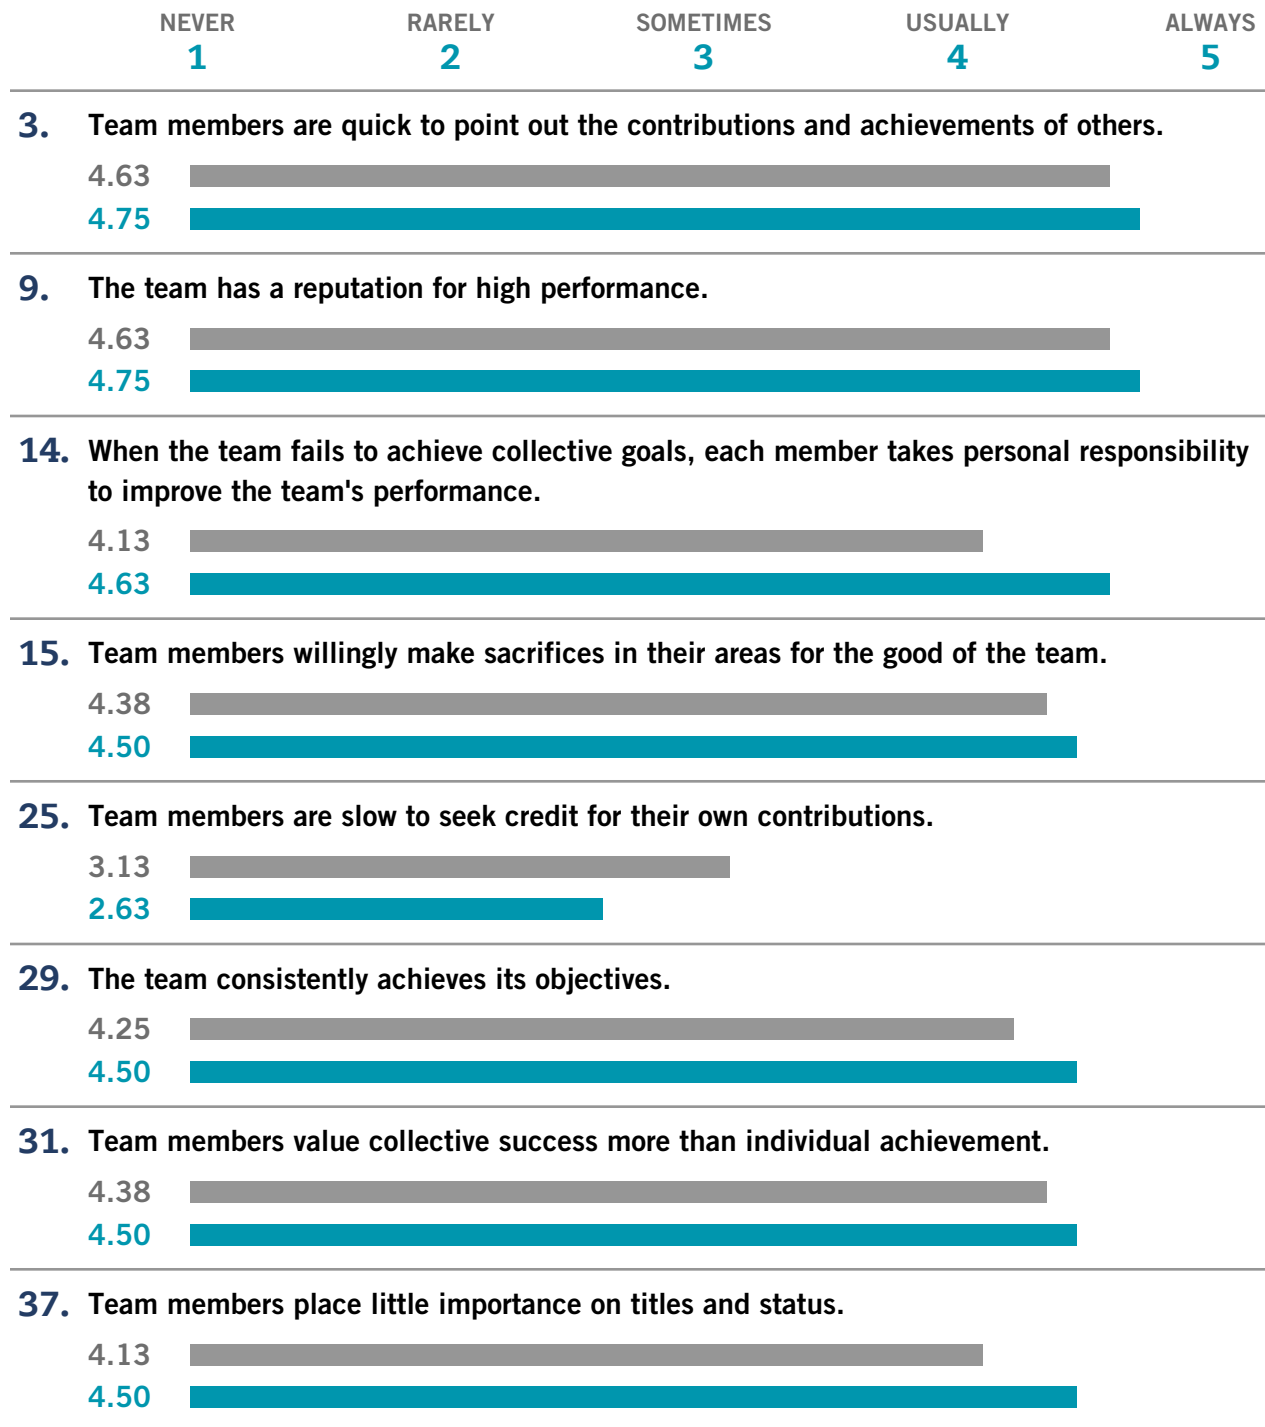 NEVER RARELY SOMETIMES USUALLY ALWAYS
1 2 3 4 5
3. Team members are quick to point out the contributions and achievements of others.
4.63
4.75
9. The team has a reputation for high performance.
4.63
4.75
14. When the team fails to achieve collective goals, each member takes personal responsibility
to improve the team's performance.
4.13
4.63
15. Team members willingly make sacrifices in their areas for the good of the team.
4.38
4.50
25. Team members are slow to seek credit for their own contributions.
3.13
2.63
29. The team consistently achieves its objectives.
4.25
4.50
31. Team members value collective success more than individual achievement.
4.38
4.50
37. Team members place little importance on titles and status.
4.13
4.50